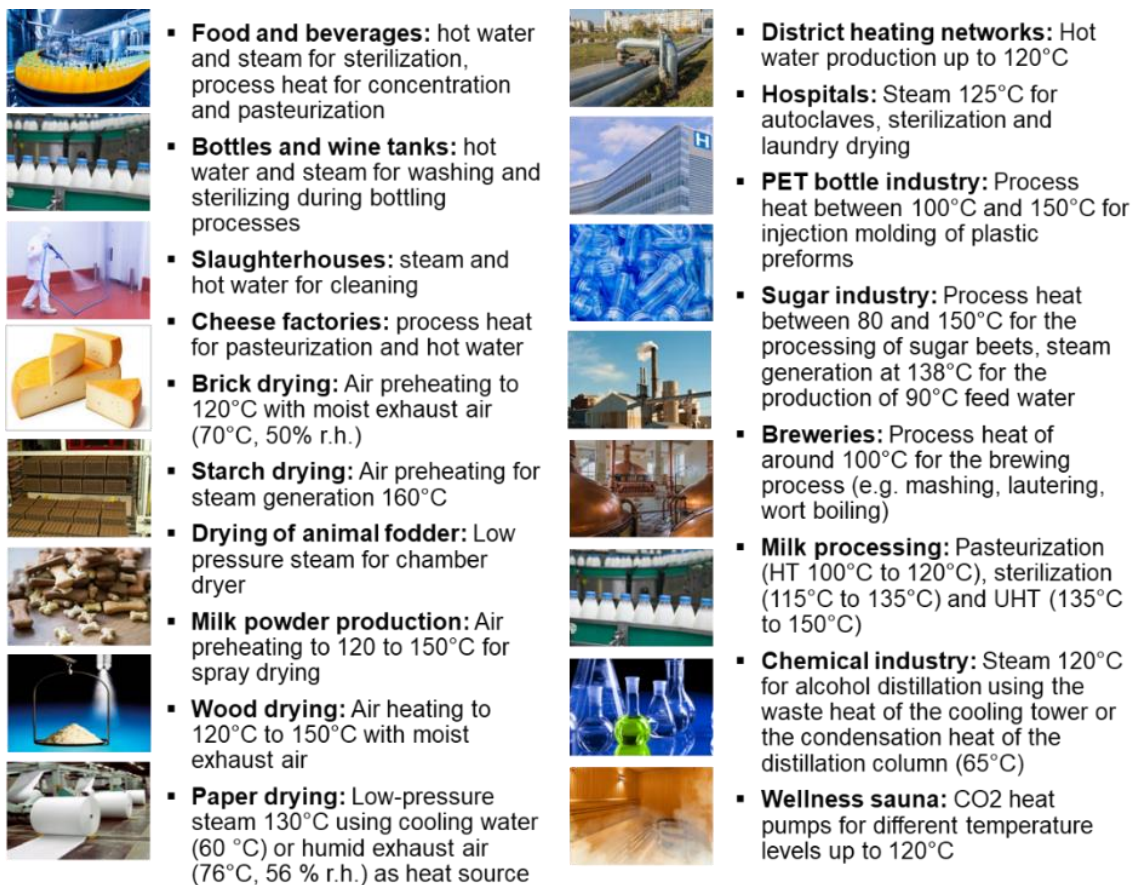 ▪ Food and beverages: hot water
and steam for sterilization,
process heat for concentration
and pasteurization
▪ Bottles and wine tanks: hot
water and steam for washing and
sterilizing during bottling
processes
▪ Slaughterhouses: steam and
hot water for cleaning
▪ Cheese factories: process heat
for pasteurization and hot water
▪ Brick drying: Air preheating to
120°C with moist exhaust air
(70°C, 50% r.h.)
▪ Starch drying: Air preheating for
steam generation 160°C
▪ Drying of animal fodder: Low
pressure steam for chamber
dryer
▪ Milk powder production: Air
preheating to 120 to 150°C for
spray drying
▪ Wood drying: Air heating to
120°C to 150°C with moist
exhaust air
▪ Paper drying: Low-pressure
steam 130°C using cooling water
(60 °C) or humid exhaust air
(76°C, 56 % r.h.) as heat source
▪ District heating networks: Hot
water production up to 120°C
▪ Hospitals: Steam 125°C for
autoclaves, sterilization and
laundry drying
▪ PET bottle industry: Process
heat between 100°C and 150°C for
injection molding of plastic
preforms
▪ Sugar industry: Process heat
between 80 and 150°C for the
processing of sugar beets, steam
generation at 138°C for the
production of 90°C feed water
▪ Breweries: Process heat of
around 100°C for the brewing
process (e.g. mashing, lautering,
wort boiling)
▪ Milk processing: Pasteurization
(HT 100°C to 120°C), sterilization
(115°C to 135°C) and UHT (135°C
to 150°C)
▪ Chemical industry: Steam 120°C
for alcohol distillation using the
waste heat of the cooling tower or
the condensation heat of the
distillation column (65°C)
▪ Wellness sauna: CO2 heat
pumps for different temperature
levels up to 120°C
H